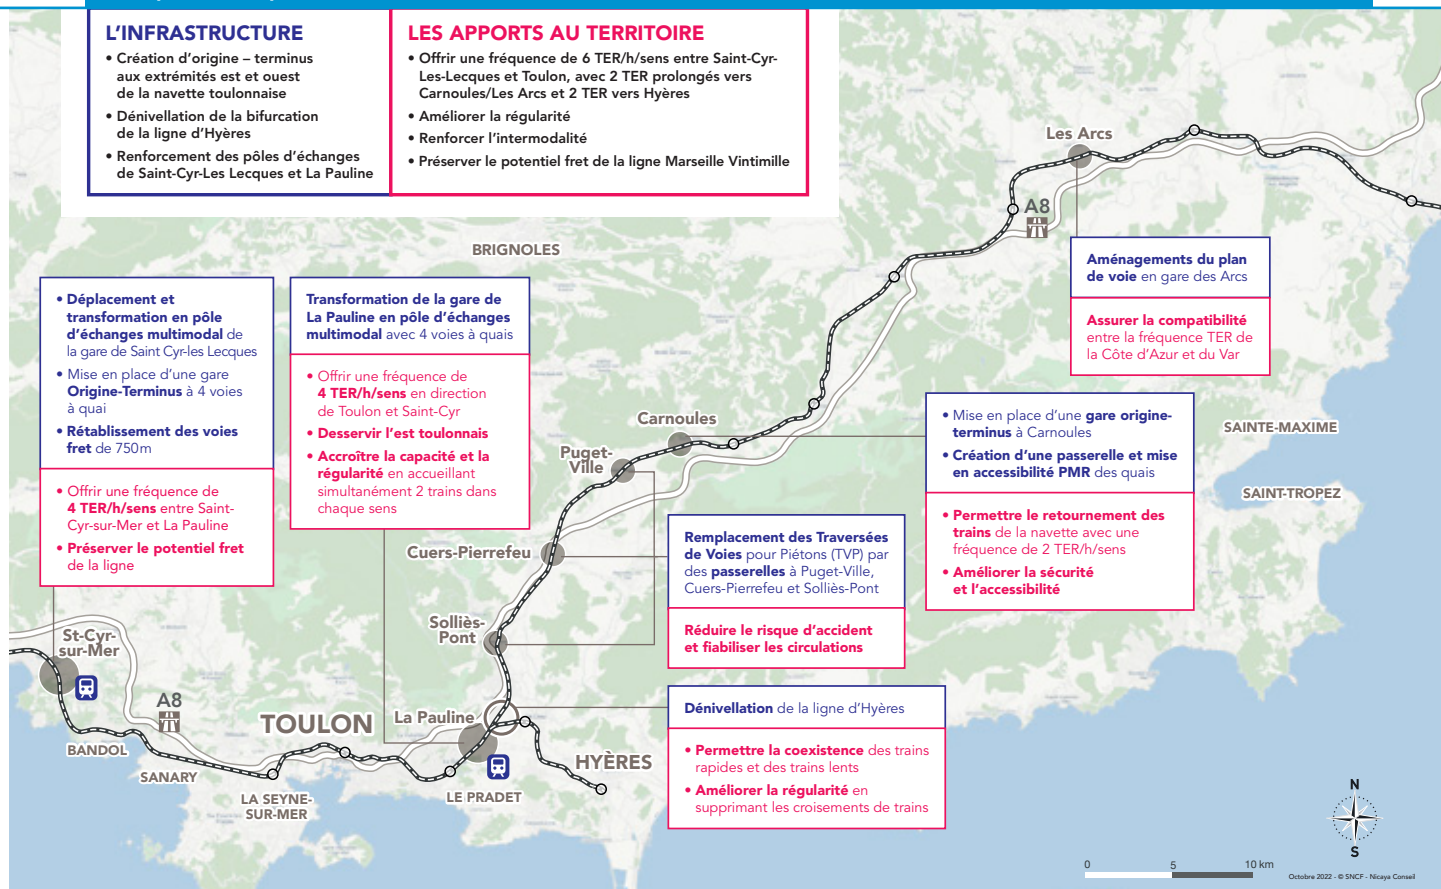 L'INFRASTRUCTURE
• Création d'origine – terminus
aux extrémités est et ouest
de la navette toulonnaise
• Dénivellation de la bifurcation
de la ligne d'Hyères
• Renforcement des pôles d'échanges
de Saint-Cyr-Les Lecques et La Pauline
LES APPORTS AU TERRITOIRE
• Offrir une fréquence de 6 TER/h/sens entre Saint-Cyr-
Les-Lecques et Toulon, avec 2 TER prolongés vers
Carnoules/Les Arcs et 2 TER vers Hyères
• Améliorer la régularité
• Renforcer l'intermodalité
• Préserver le potentiel fret de la ligne Marseille Vintimille
Les Arcs
A8
BRIGNOLES
Aménagements du plan
de voie en gare des Arcs
Assurer la compatibilité
entre la fréquence TER de
la Côte d'Azur et du Var
• Déplacement et
transformation en pôle
d'échanges multimodal de
la gare de Saint Cyr-les Lecques
• Mise en place d'une gare
Origine-Terminus à 4 voies
à quai
• Rétablissement des voies
fret de 750m
• Offrir une fréquence de
4 TER/h/sens entre Saint-
Cyr-sur-Mer et La Pauline
• Préserver le potentiel fret
de la ligne
Transformation de la gare de
La Pauline en pôle d'échanges
multimodal avec 4 voies à quais
• Offrir une fréquence de
4 TER/h/sens en direction
de Toulon et Saint-Cyr
• Desservir l'est toulonnais
• Accroître la capacité et la
régularité en accueillant
simultanément 2 trains dans
chaque sens
Carnoules
Puget-
Ville
• Mise en place d'une gare origine-
terminus à Carnoules
• Création d'une passerelle et mise
en accessibilité PMR des quais
• Permettre le retournement des
trains de la navette avec une
fréquence de 2 TER/h/sens
• Améliorer la sécurité
et l'accessibilité
SAINTE-MAXIME
SAINT-TROPEZ
Cuers-Pierrefeu
Remplacement des Traversées
de Voies pour Piétons (TVP) par
des passerelles à Puget-Ville,
Cuers-Pierrefeu et Solliès-Pont
Réduire le risque d'accident
et fiabiliser les circulations
Solliès-
Pont
St-Cyr-
sur-Mer
A8
TOULON
La Pauline
Dénivellation de la ligne d'Hyères
• Permettre la coexistence des trains
rapides et des trains lents
• Améliorer la régularité en
supprimant les croisements de trains
BANDOL
SANARY
HYÈRES
LA SEYNE-
SUR-MER
LE PRADET
N
S
0 5 10 km
Octobre 2022 - © SNCF - Nicaya Conseil